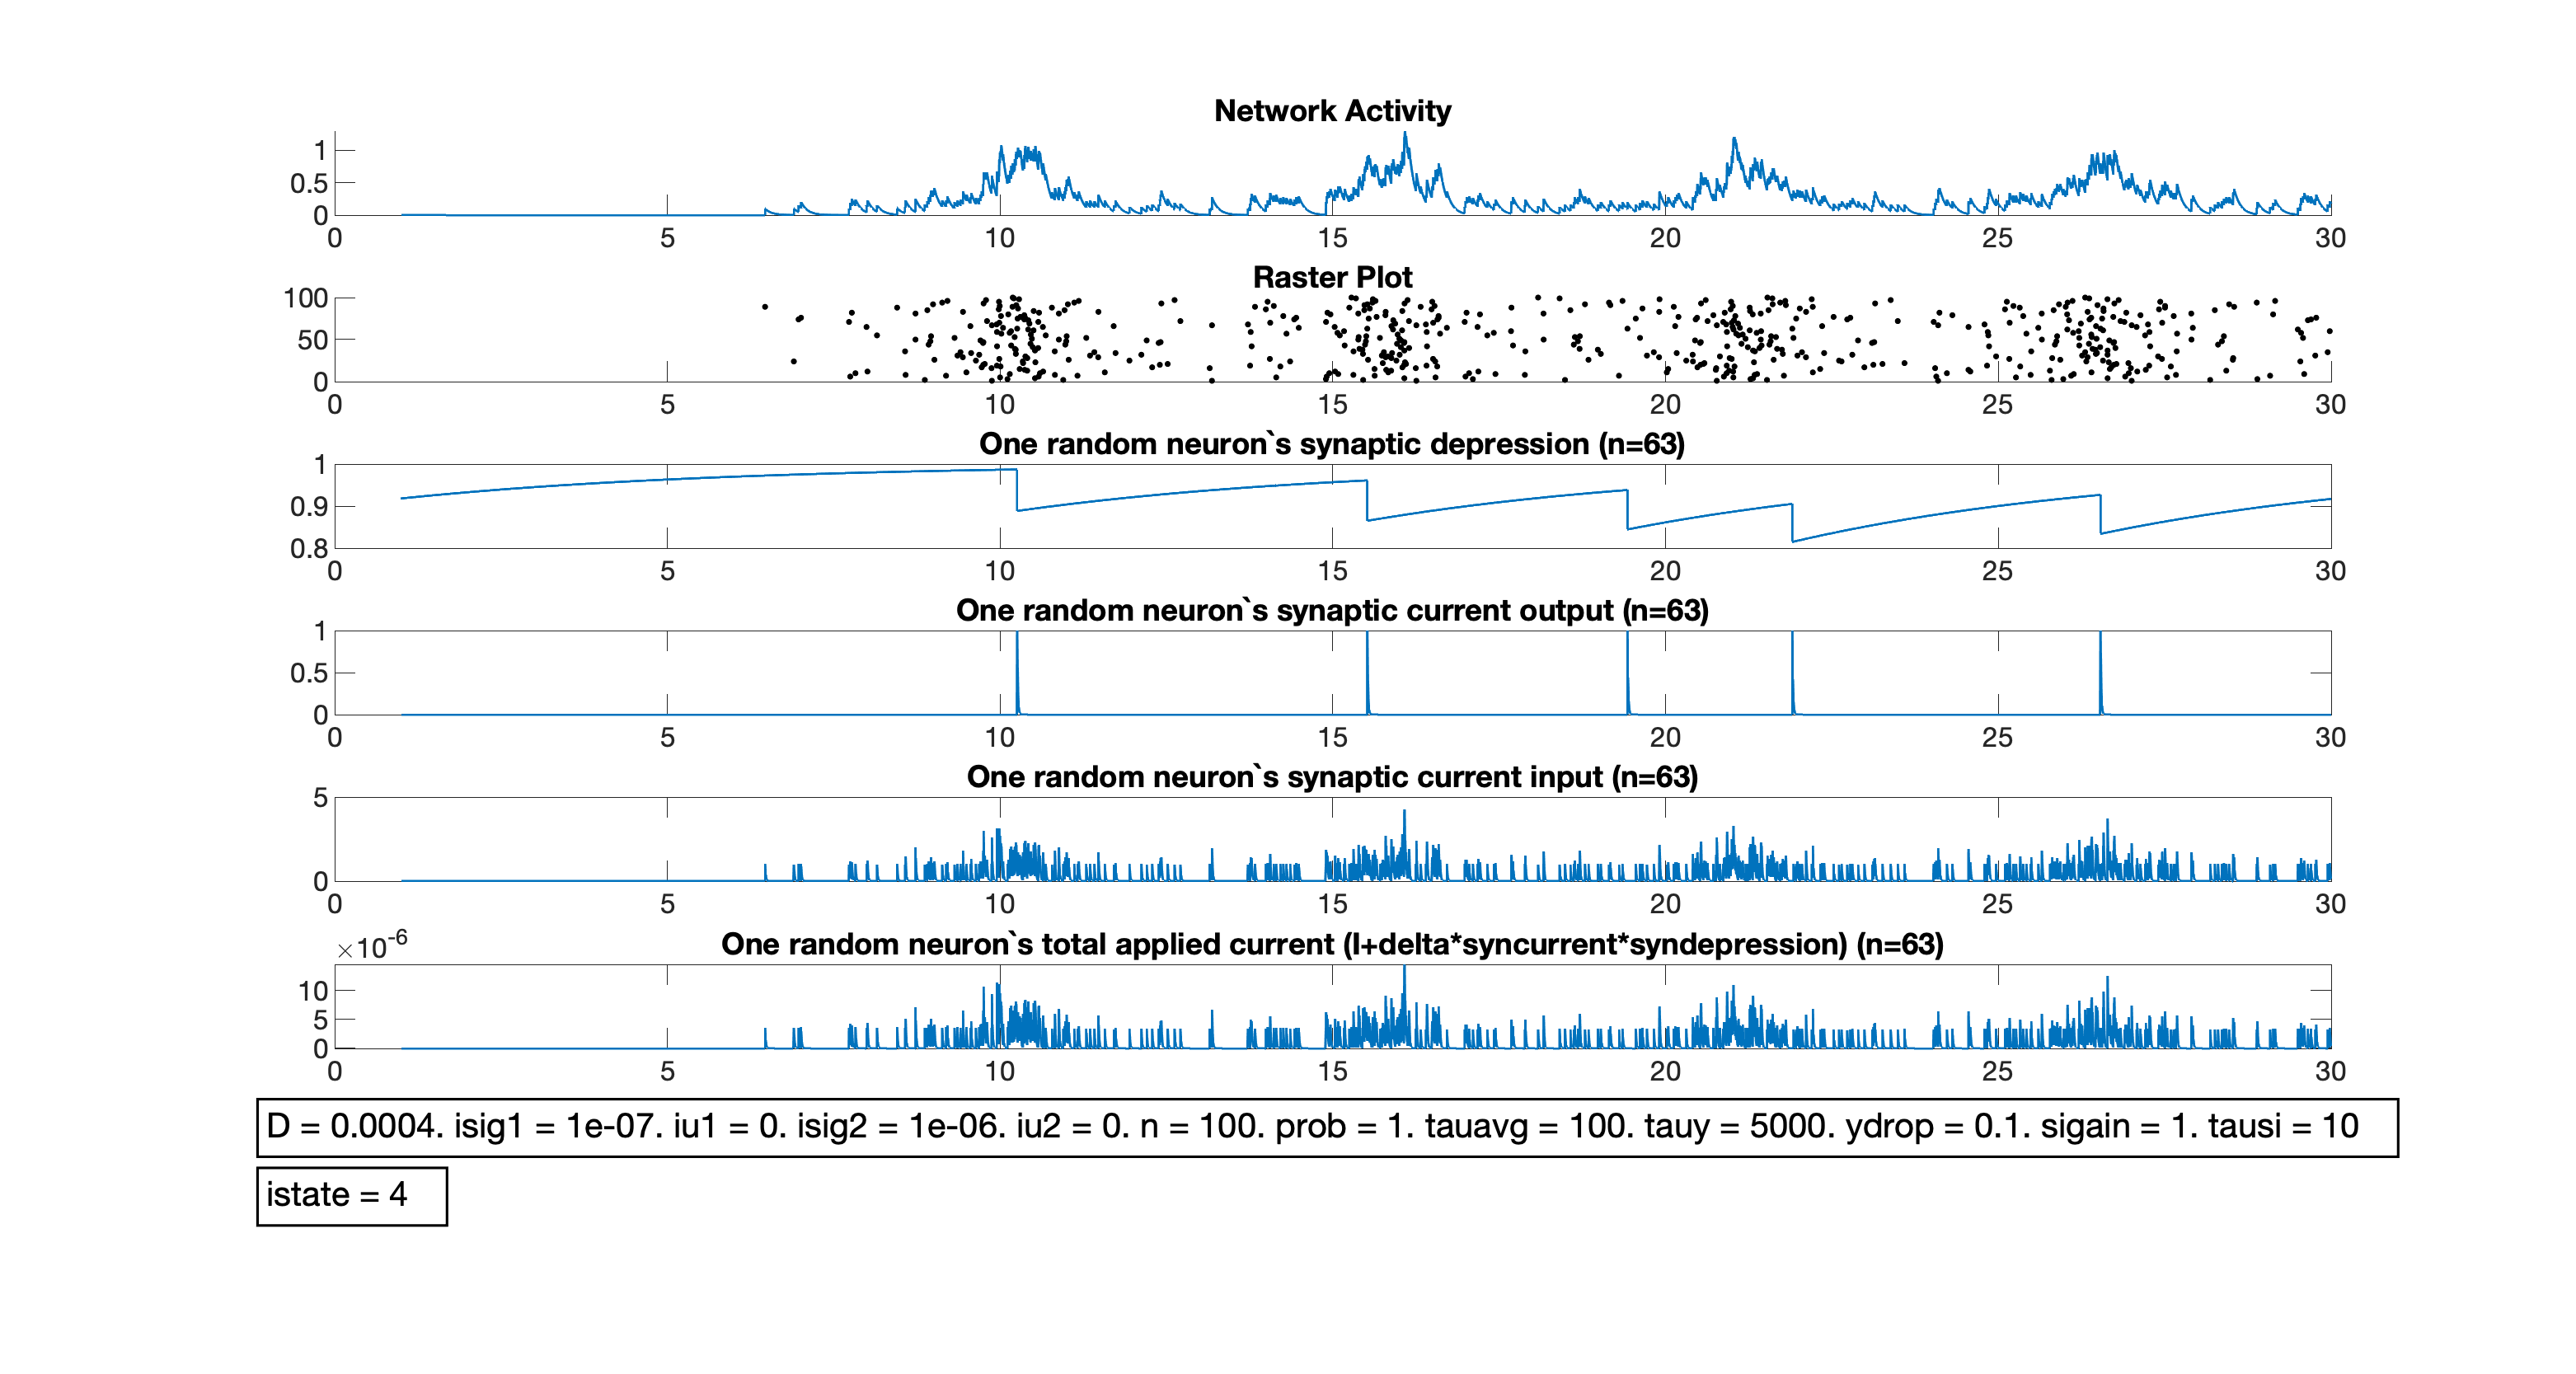 Network Activity
1
0.5
0
0 5 10 15 20 25 30
Raster Plot
100
50
0
0 5 10 15 20 25 30
One random neuron`s synaptic depression (n=63)
1
0.9
0.8
0 5 10 15 20 25 30
One random neuron`s synaptic current output (n=63)
1
0.5
0
0 5 10 15 20 25 30
One random neuron`s synaptic current input (n=63)
5
0
0 5 10 15 20 25 30
×10-6
One random neuron`s total applied current (I+delta*syncurrent*syndepression) (n=63)
10
5
0
0 5 10 15 20 25 30
D = 0.0004. isig1 = 1e-07. iu1 = 0. isig2 = 1e-06. iu2 = 0. n = 100. prob = 1. tauavg = 100. tauy = 5000. ydrop = 0.1. sigain = 1. tausi = 10
istate = 4